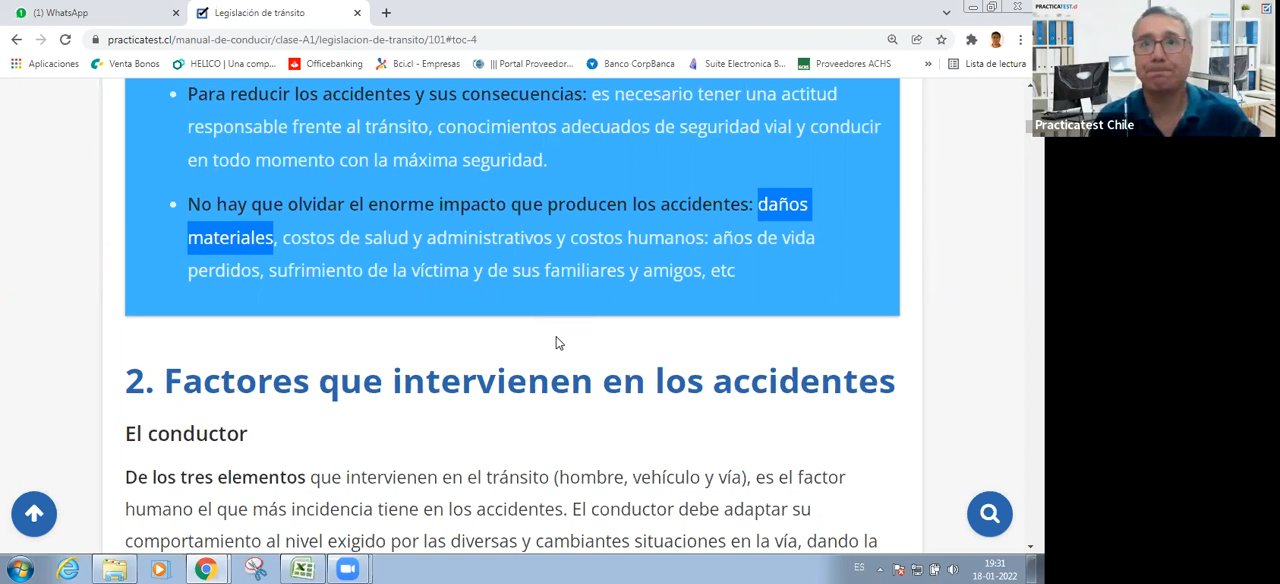 (1) WhatsApp
Legislación de tránsito
practicatest.cl/manual-de-conducir/clase-A1/legislacion-de-transito/101#toc-4
Aplicaciones
Venta Bonos
HELICO | Una comp...
Officebanking
Bci.cl - Empresas
||| Portal Proveedor...
Banco CorpBanca
Suite Electronica B...
Proveedores ACHS
»
Lista de lectura
PRACTICATEST.cl
Practicatest Chile
• Para reducir los accidentes y sus consecuencias: es necesario tener una actitud
responsable frente al tránsito, conocimientos adecuados de seguridad vial y conducir
en todo momento con la máxima seguridad.
• No hay que olvidar el enorme impacto que producen los accidentes: daños
materiales, costos de salud y administrativos y costos humanos: años de vida
perdidos, sufrimiento de la víctima y de sus familiares y amigos, etc
2. Factores que intervienen en los accidentes
El conductor
De los tres elementos que intervienen en el tránsito (hombre, vehículo y vía), es el factor
humano el que más incidencia tiene en los accidentes. El conductor debe adaptar su
comportamiento al nivel exigido por las diversas y cambiantes situaciones en la vía, dando la
ES
19:31
18-01-2022